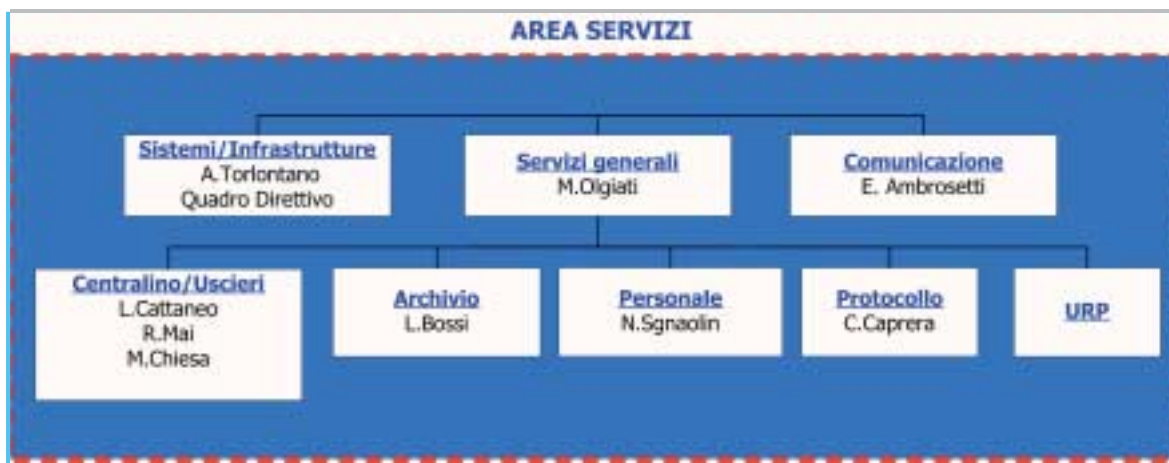 AREA SERVIZI
Sistemi/Infrastrutture
A.Torlontano
Quadro Direttivo
Servizi generali
M.Olgiati
Comunicazione
E. Ambrosetti
Centralino/Uscieri
L.Cattaneo
R.Mai
M.Chiesa
Archivio
L.Bossi
Personale
N.Sgnaolin
Protocollo
C.Caprera
URP